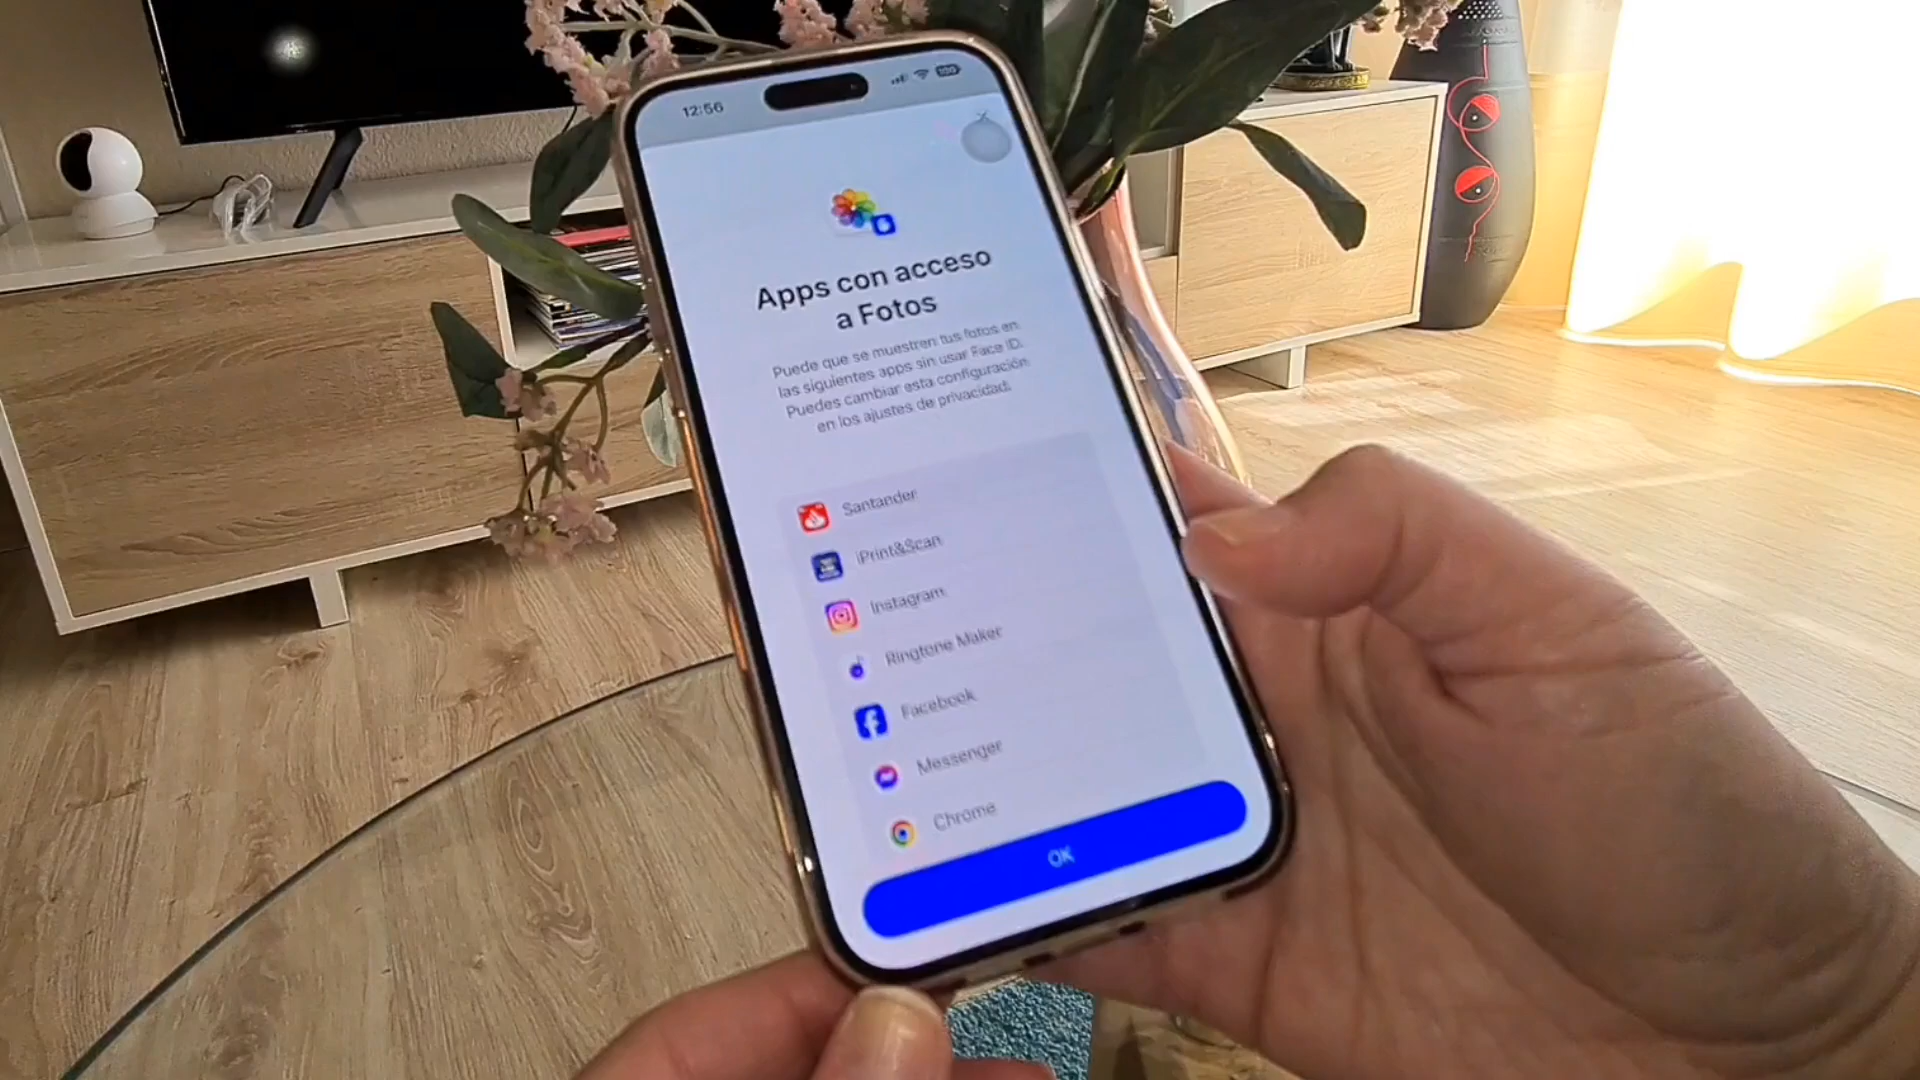 12:56
100
Apps con acceso
a Fotos
Puede que se muestren tus fotos en
las siguientes apps sin usar Face ID.
Puedes cambiar esta configuración
en los ajustes de privacidad.
Santander
iPrint&Scan
Instagram
Ringtone Maker
Facebook
Messenger
Chrome
OK